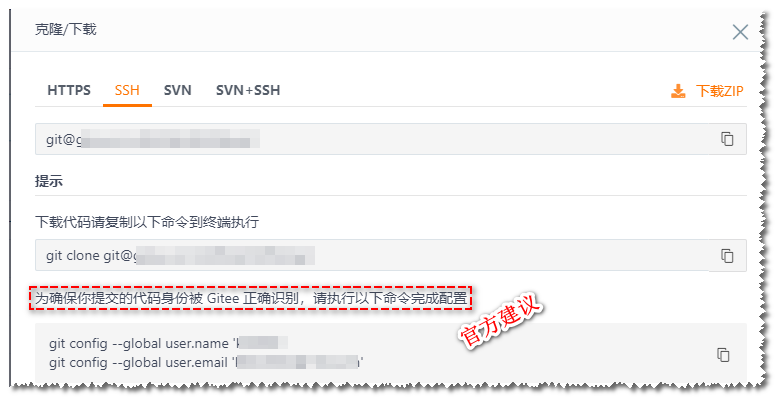 克隆/下载
HTTPS SSH SVN SVN+SSH 下载ZIP
git@g
提示
下载代码请复制以下命令到终端执行
git clone git@g
为确保你提交的代码身份被 Gitee 正确识别，请执行以下命令完成配置
官方建议
git config --global user.name 'k
git config --global user.email '